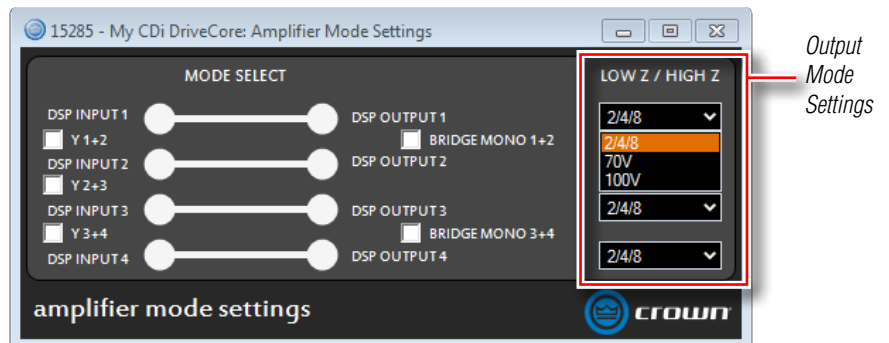 15285 - My CDi DriveCore: Amplifier Mode Settings
Output
Mode
Settings
MODE SELECT
LOW Z / HIGH Z
DSP INPUT 1
DSP OUTPUT 1
2/4/8
Y 1+2
BRIDGE MONO 1+2
2/4/8
DSP INPUT 2
DSP OUTPUT 2
70V
Y 2+3
100V
DSP INPUT 3
DSP OUTPUT 3
2/4/8
Y 3+4
BRIDGE MONO 3+4
DSP INPUT 4
DSP OUTPUT 4
2/4/8
amplifier mode settings
crown